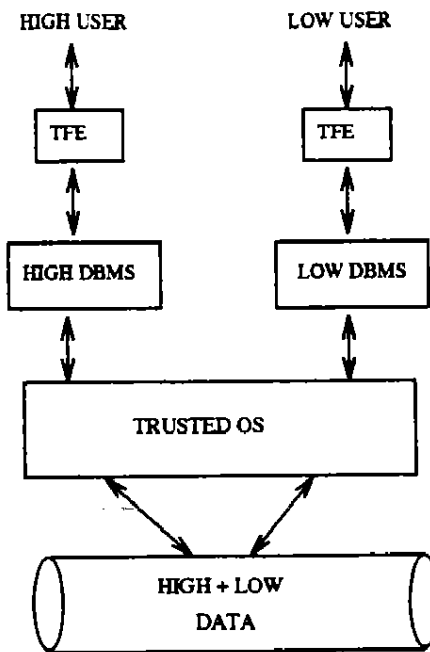 HIGH USER
LOW USER
TFE
TFE
HIGH DBMS
LOW DBMS
TRUSTED OS
HIGH + LOW
DATA